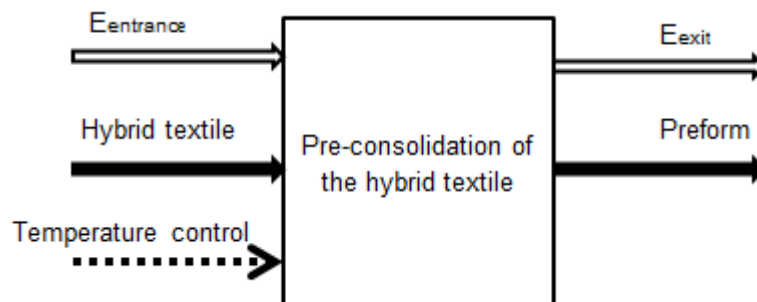 Eentrance
Eexit
Hybrid textile
Preform
Pre-consolidation of
the hybrid textile
Temperature control